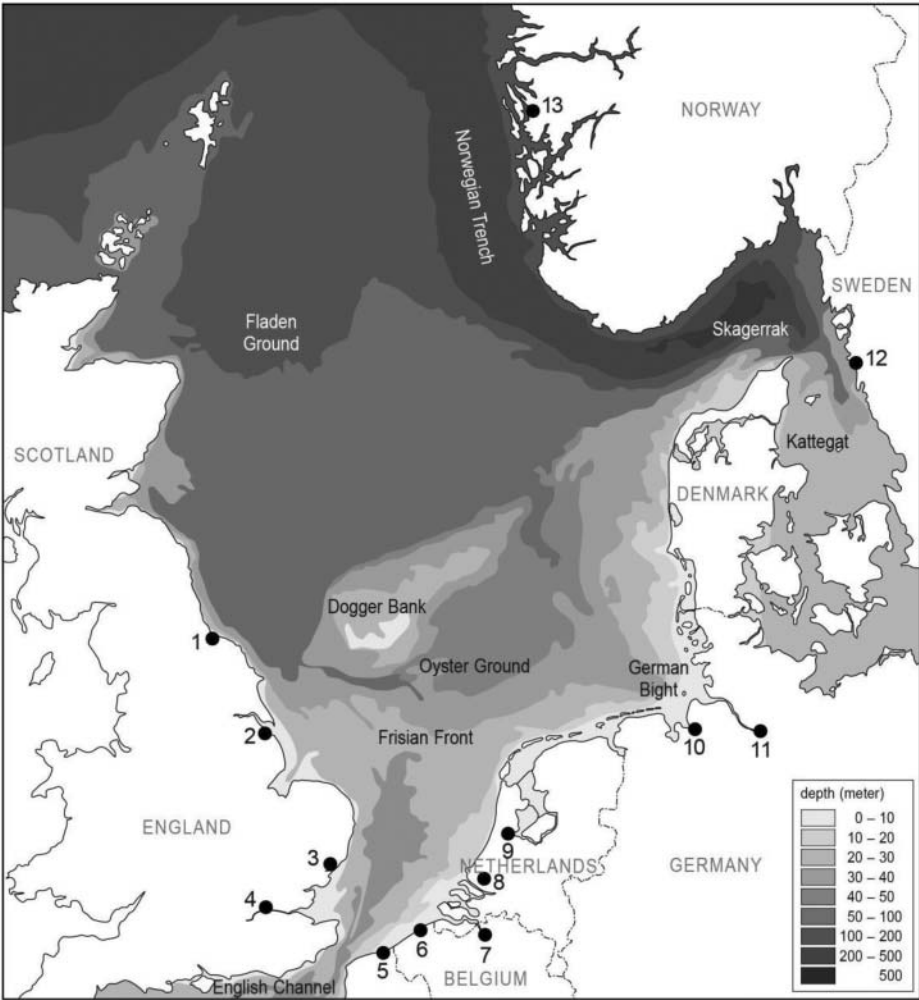 13
NORWAY
Norwegian Trench
SWEDEN
Fladen
Ground
Skagerrak
12
SCOTLAND
Kattegat
DENMARK
Dogger Bank
1
Oyster Ground
German
Bight
2
Frisian Front
10
11
depth (meter)
0 – 10
10 – 20
20 – 30
30 – 40
40 – 50
50 – 100
100 – 200
200 – 500
500
ENGLAND
9
3
NETHERLANDS
GERMANY
8
4
6
7
5
BELGIUM
English Channel